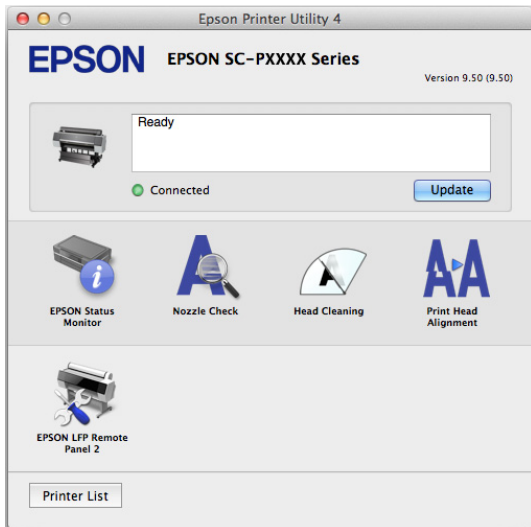 Epson Printer Utility 4
EPSON
EPSON SC-PXXXX Series
Version 9.50 (9.50)
Ready
Connected
Update
EPSON Status
Monitor
Nozzle Check
Head Cleaning
Print Head
Alignment
EPSON LFP Remote
Panel 2
Printer List